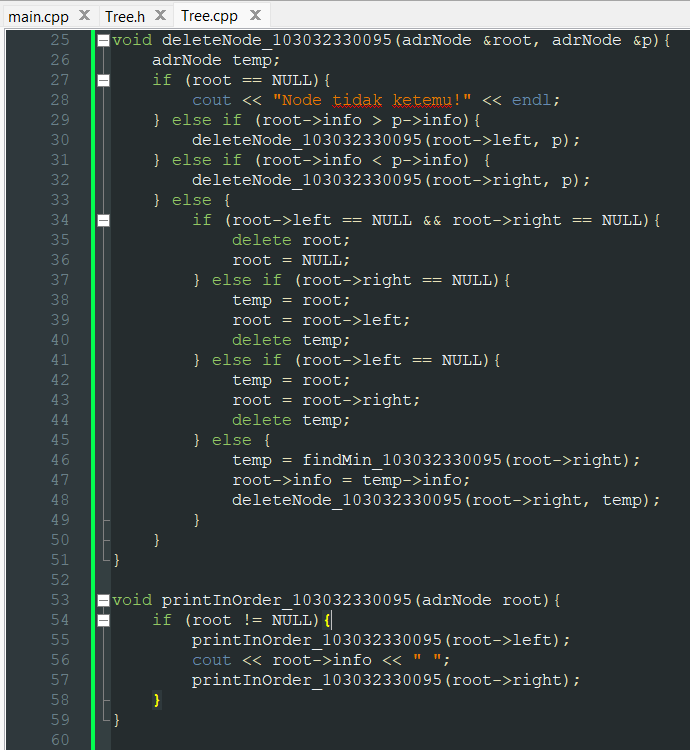 main.cpp Tree.h Tree.cpp
25 void deleteNode_103032330095(adrNode &root, adrNode &p){
26     adrNode temp;
27     if (root == NULL){
28         cout << "Node tidak ketemu!" << endl;
29     } else if (root->info > p->info){
30         deleteNode_103032330095(root->left, p);
31     } else if (root->info < p->info) {
32         deleteNode_103032330095(root->right, p);
33     } else {
34         if (root->left == NULL && root->right == NULL){
35             delete root;
36             root = NULL;
37         } else if (root->right == NULL){
38             temp = root;
39             root = root->left;
40             delete temp;
41         } else if (root->left == NULL){
42             temp = root;
43             root = root->right;
44             delete temp;
45         } else {
46             temp = findMin_103032330095(root->right);
47             root->info = temp->info;
48             deleteNode_103032330095(root->right, temp);
49         }
50     }
51 }
52
53 void printInOrder_103032330095(adrNode root){
54     if (root != NULL){
55         printInOrder_103032330095(root->left);
56         cout << root->info << " ";
57         printInOrder_103032330095(root->right);
58     }
59 }
60